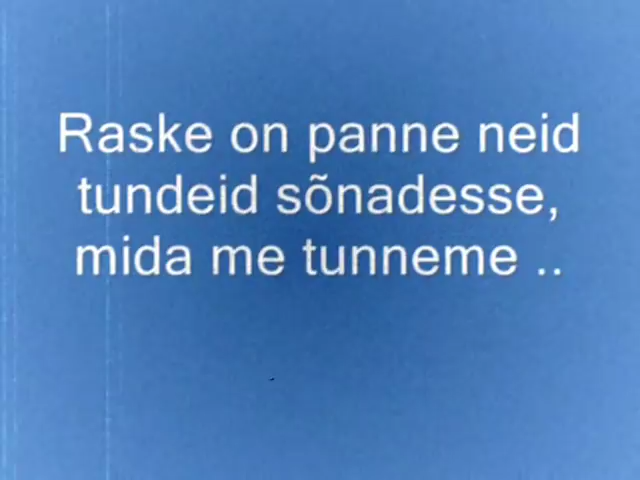 Raske on panne neid
tundeid sõnadesse,
mida me tunneme ..